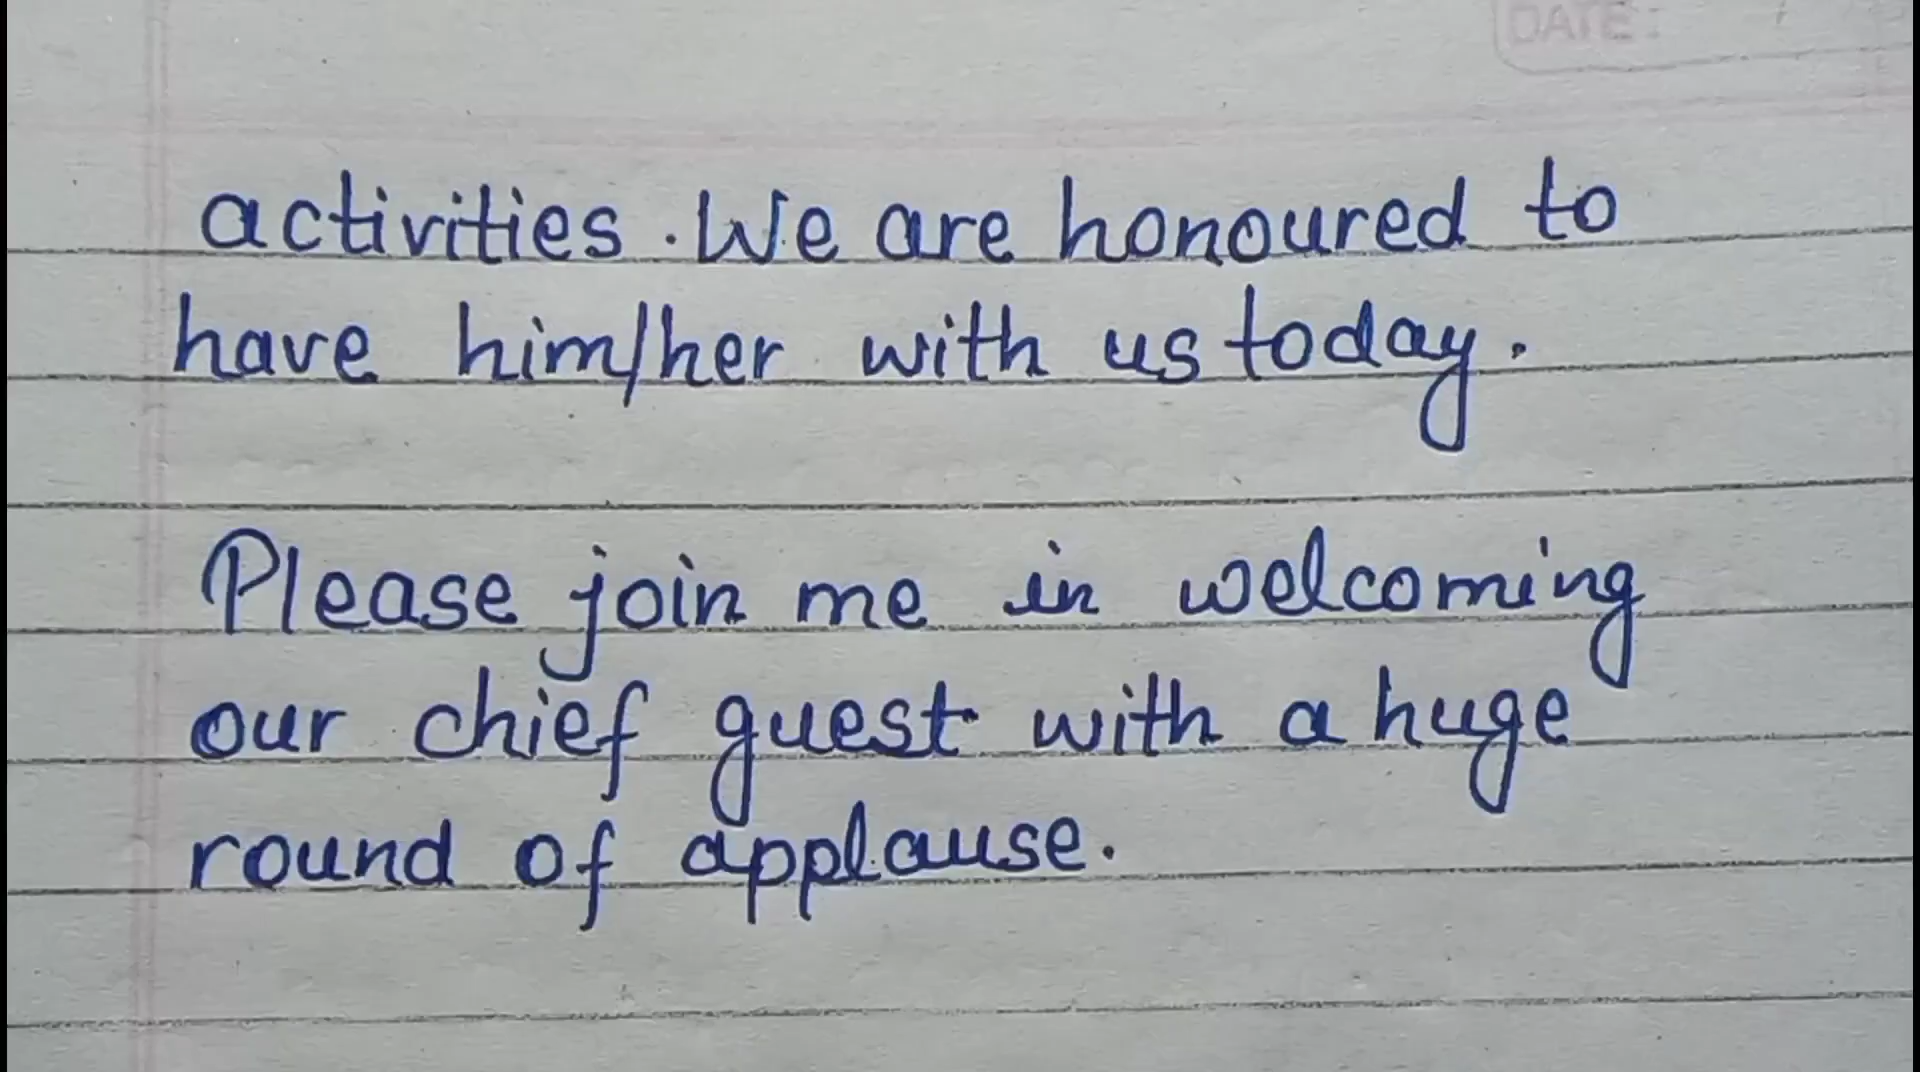 DATE:
activities. We are honoured to
have him/her with us today.
Please join me in welcoming
our chief guest with a huge
round of applause.